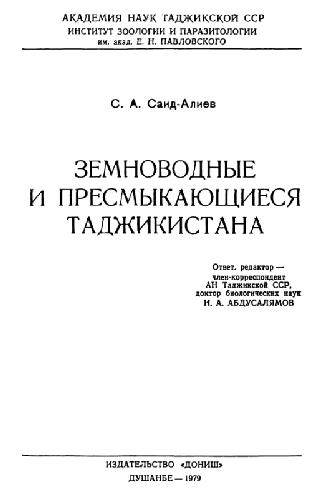 АКАДЕМИЯ НАУК ТАДЖИКСКОЙ ССР
ИНСТИТУТ ЗООЛОГИИ И ПАРАЗИТОЛОГИИ
им. акад. Е. Н. ПАВЛОВСКОГО
С. А. Саид-Алиев
ЗЕМНОВОДНЫЕ
И ПРЕСМЫКАЮЩИЕСЯ
ТАДЖИКИСТАНА
Ответ. редактор —
член-корреспондент
АН Таджикской ССР,
доктор биологических наук
И. А. АБДУСАЛЯМОВ
ИЗДАТЕЛЬСТВО «ДОНИШ»
ДУШАНБЕ — 1979